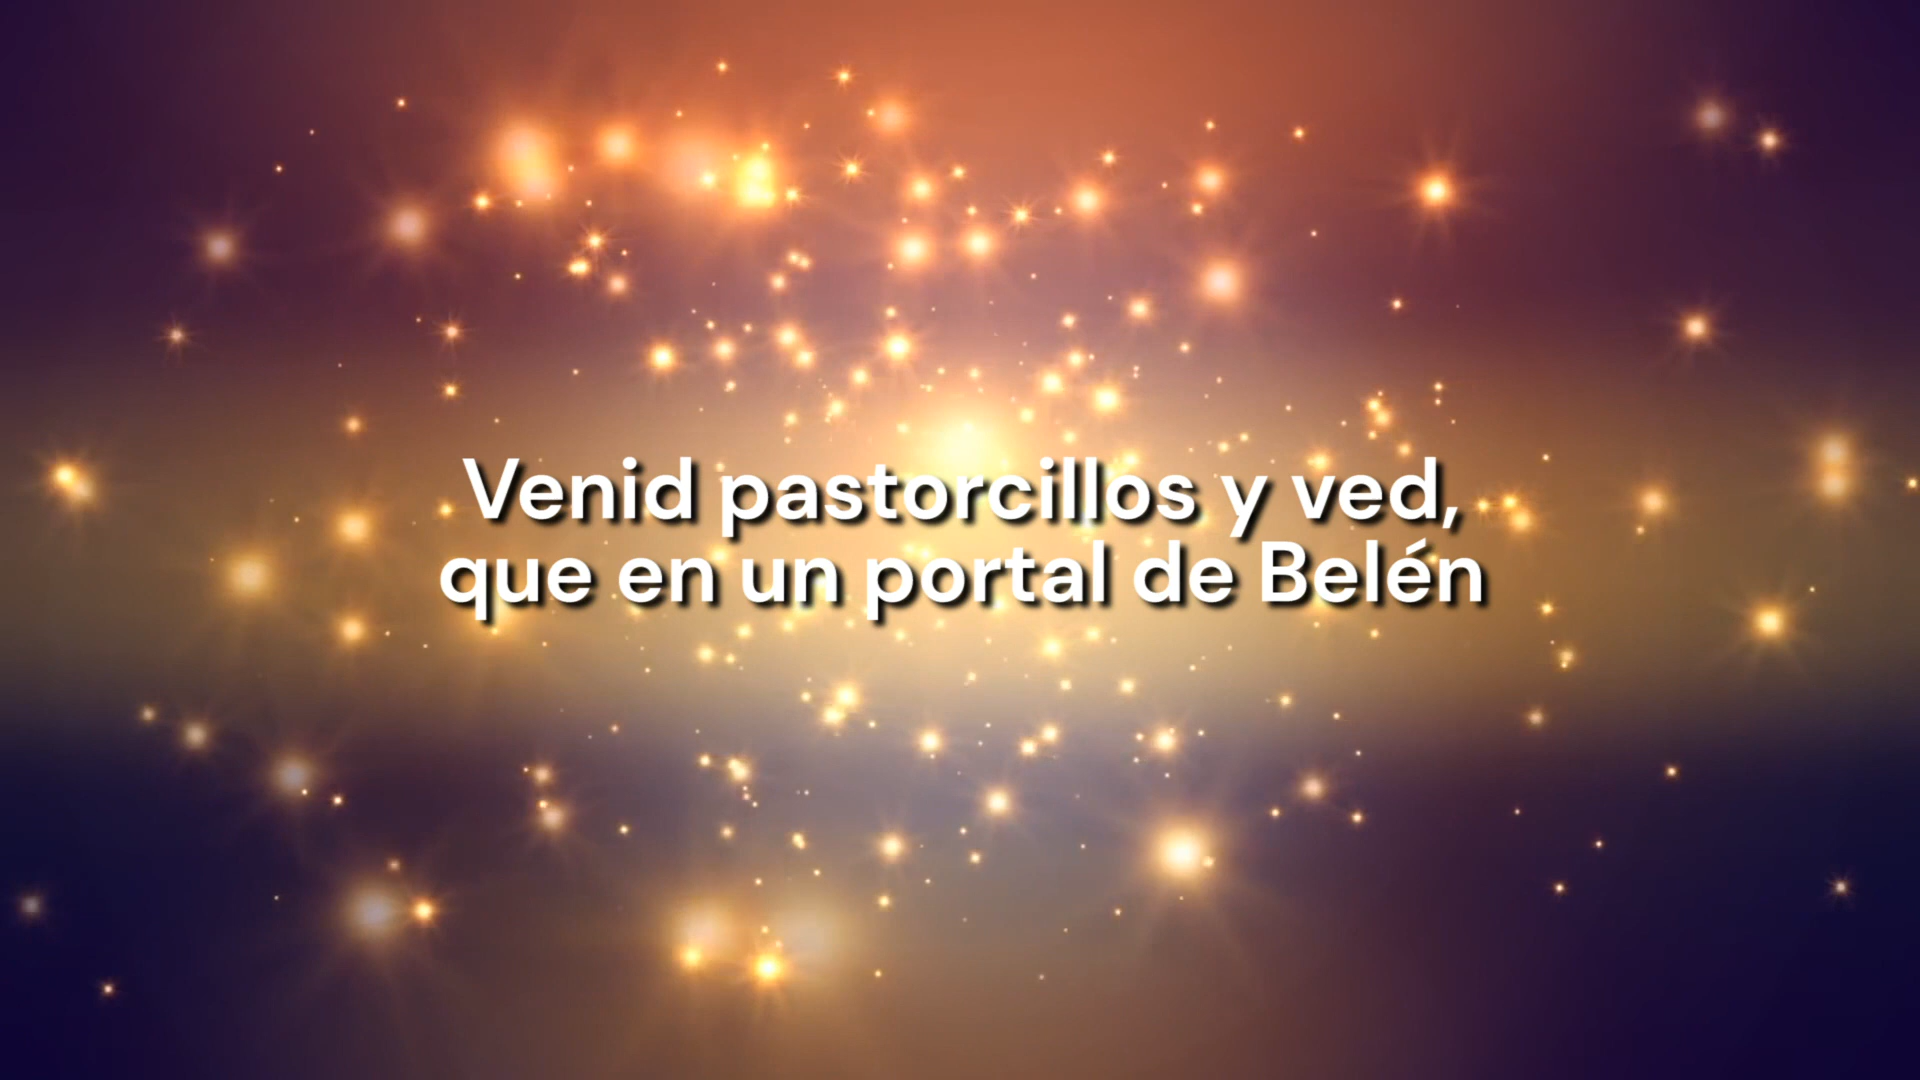 Venid pastorcillos y ved,
que en un portal de Belén